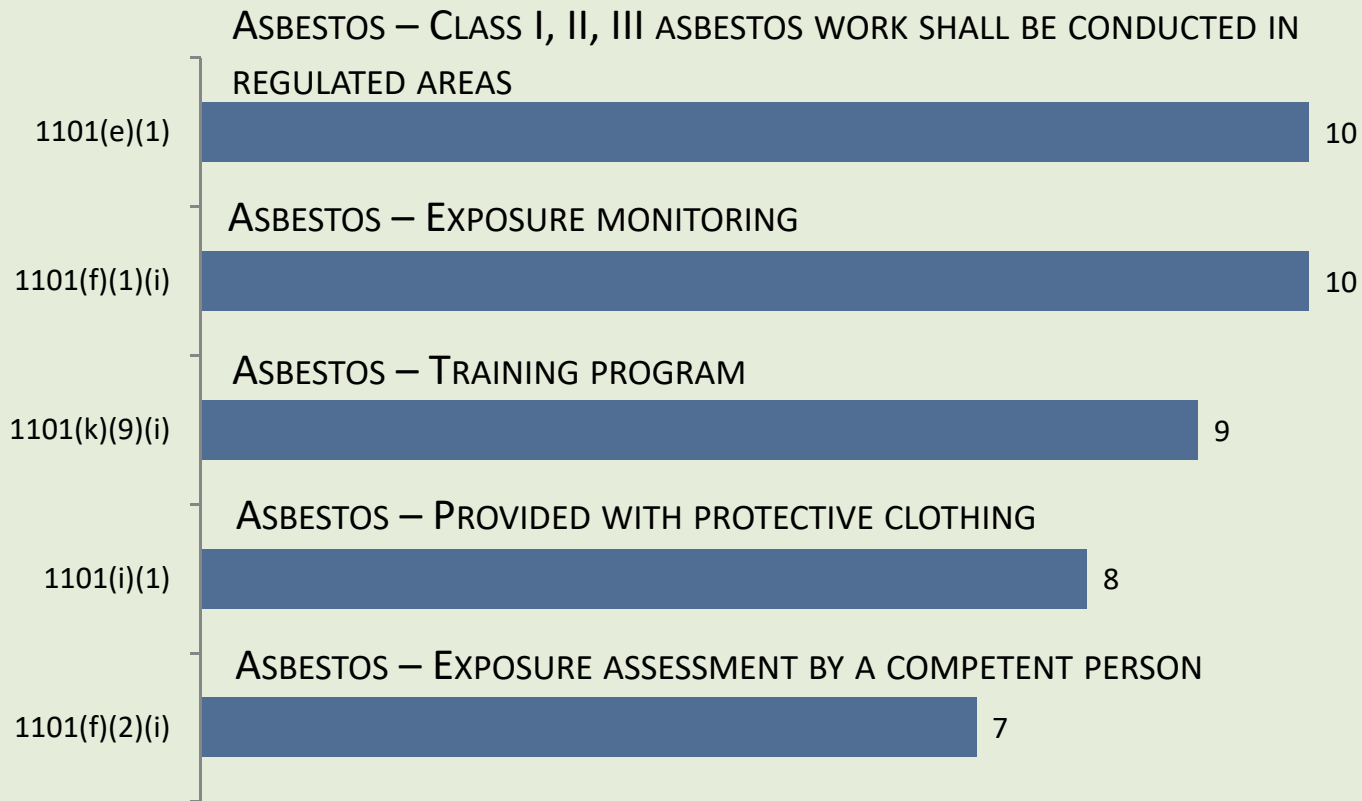 Asbestos – Class I, II, III asbestos work shall be conducted in
regulated areas
1101(e)(1)
10
Asbestos – Exposure monitoring
1101(f)(1)(i)
10
Asbestos – Training program
1101(k)(9)(i)
9
Asbestos – Provided with protective clothing
1101(i)(1)
8
Asbestos – Exposure assessment by a competent person
1101(f)(2)(i)
7